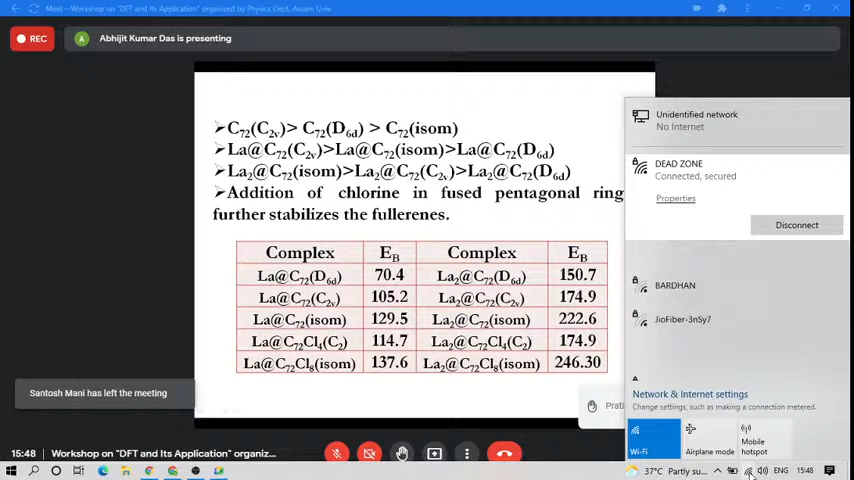 Meet – Workshop on "DFT and Its Application" organized by Physics Dept, Assam Univ
REC
A
Abhijit Kumar Das is presenting
➢C₇₂(C₂ᵥ)> C₇₂(D₆d) > C₇₂(isom)
➢La@C₇₂(C₂ᵥ)>La@C₇₂(isom)>La@C₇₂(D₆d)
➢La₂@C₇₂(isom)>La₂@C₇₂(C₂ᵥ)>La₂@C₇₂(D₆d)
➢Addition of chlorine in fused pentagonal ring
further stabilizes the fullerenes.
Complex E_B Complex E_B
La@C₇₂(D₆d) 70.4 La₂@C₇₂(D₆d) 150.7
La@C₇₂(C₂ᵥ) 105.2 La₂@C₇₂(C₂ᵥ) 174.9
La@C₇₂(isom) 129.5 La₂@C₇₂(isom) 222.6
La@C₇₂Cl₄(C₂) 114.7 La₂@C₇₂Cl₄(C₂) 174.9
La@C₇₂Cl₈(isom) 137.6 La₂@C₇₂Cl₈(isom) 246.30
Unidentified network
No Internet
DEAD ZONE
Connected, secured
Properties
Disconnect
BARDHAN
JioFiber-3nSy7
Network & Internet settings
Change settings, such as making a connection metered.
Wi-Fi
Airplane mode
Mobile
hotspot
Santosh Mani has left the meeting
Prati
15:48 Workshop on "DFT and Its Application" organiz...
37°C Partly su... ENG 15:48